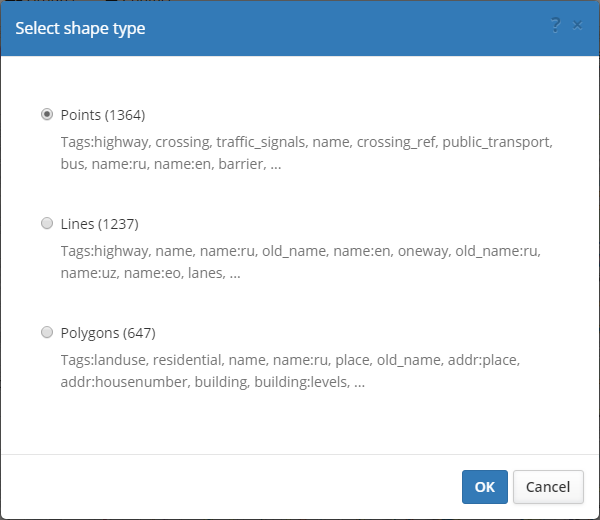 Select shape type
? ×
Points (1364)
Tags:highway, crossing, traffic_signals, name, crossing_ref, public_transport,
bus, name:ru, name:en, barrier, ...
Lines (1237)
Tags:highway, name, name:ru, old_name, name:en, oneway, old_name:ru,
name:uz, name:eo, lanes, ...
Polygons (647)
Tags:landuse, residential, name, name:ru, place, old_name, addr:place,
addr:housenumber, building, building:levels, ...
OK Cancel